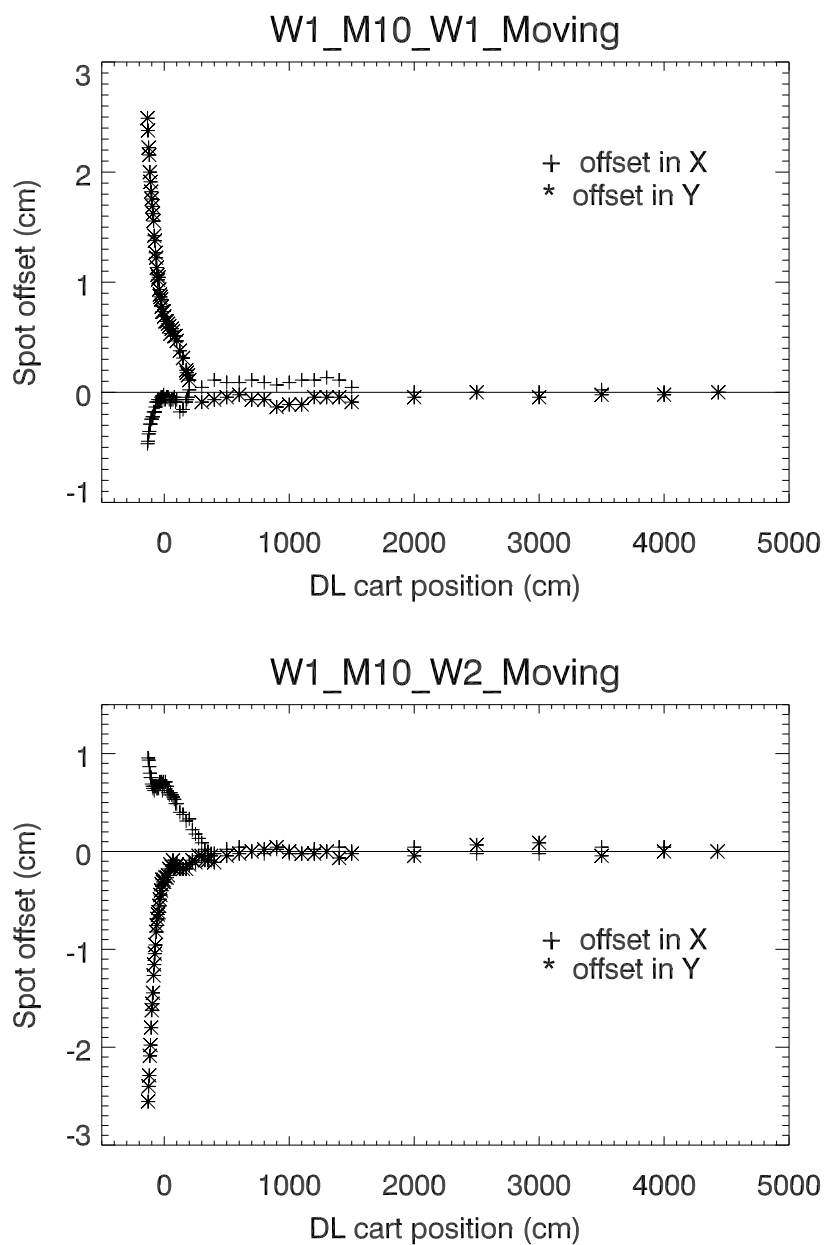 W1_M10_W1_Moving
3
2
1
0
-1
Spot offset (cm)
+ offset in X
* offset in Y
0 1000 2000 3000 4000 5000
DL cart position (cm)
W1_M10_W2_Moving
1
0
-1
-2
-3
Spot offset (cm)
+ offset in X
* offset in Y
0 1000 2000 3000 4000 5000
DL cart position (cm)